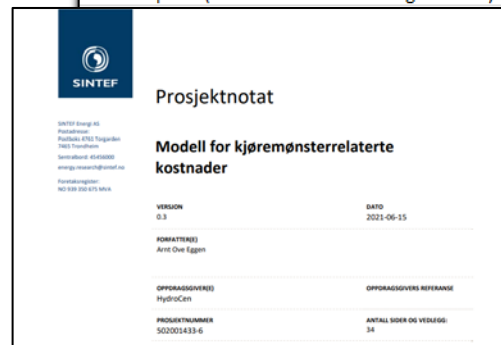 SINTEF
SINTEF Energi AS
Postadresse:
Postboks 4761 Torgarden
7465 Trondheim
Sentralbord: 45456000
energy.research@sintef.no
Foretaksregister:
NO 939 350 675 MVA
Prosjektnotat
Modell for kjøremønsterrelaterte
kostnader
VERSJON
0.3
DATO
2021-06-15
FORFATTER(E)
Arnt Ove Eggen
OPPDRAGSGIVER(E)
HydroCen
OPPDRAGSGIVERS REFERANSE
PROSJEKTNUMMER
502001433-6
ANTALL SIDER OG VEDLEGG:
34